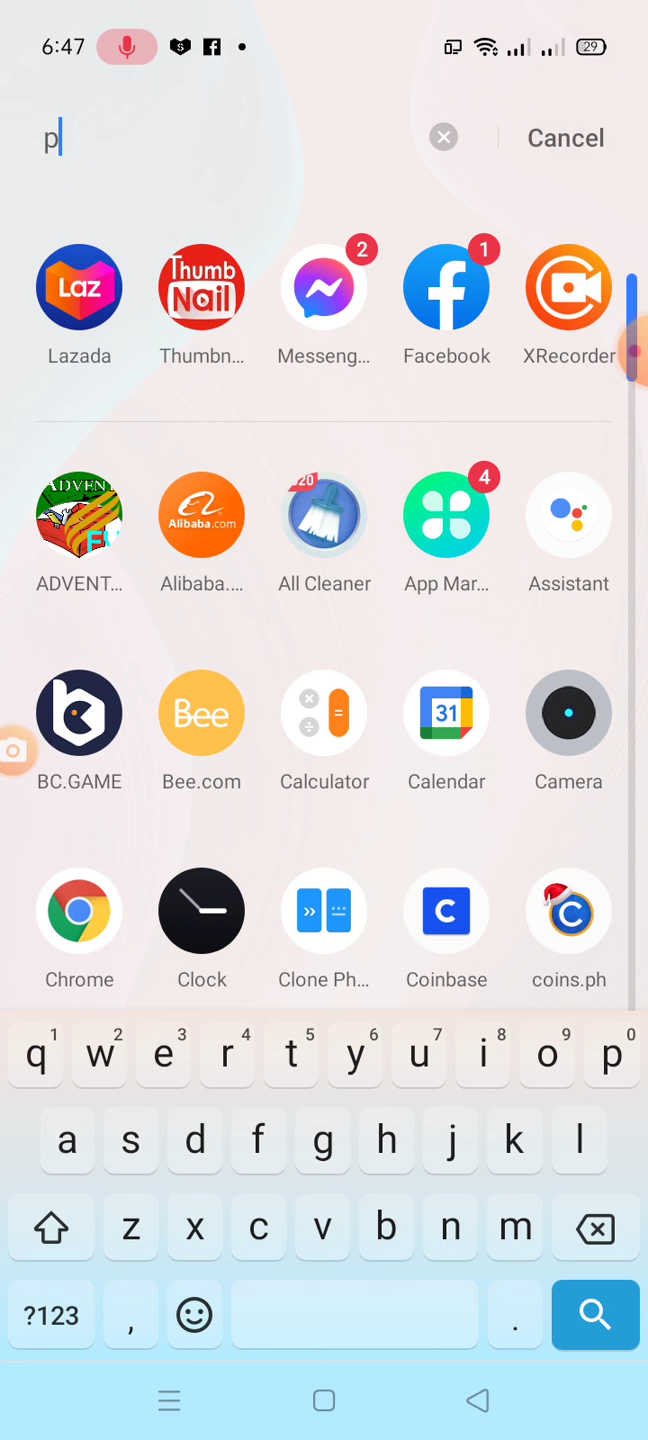 6:47 29
p Cancel
Laz Thumb Nail 2 1
Lazada Thumbn... Messeng... Facebook XRecorder
ADVEN Alibaba.com 20 4
ADVENT... Alibaba.... All Cleaner App Mar... Assistant
Bee 31
BC.GAME Bee.com Calculator Calendar Camera
Chrome Clock Clone Ph... Coinbase coins.ph
q1 w2 e3 r4 t5 y6 u7 i8 o9 p0
a s d f g h j k l
z x c v b n m
?123 , .